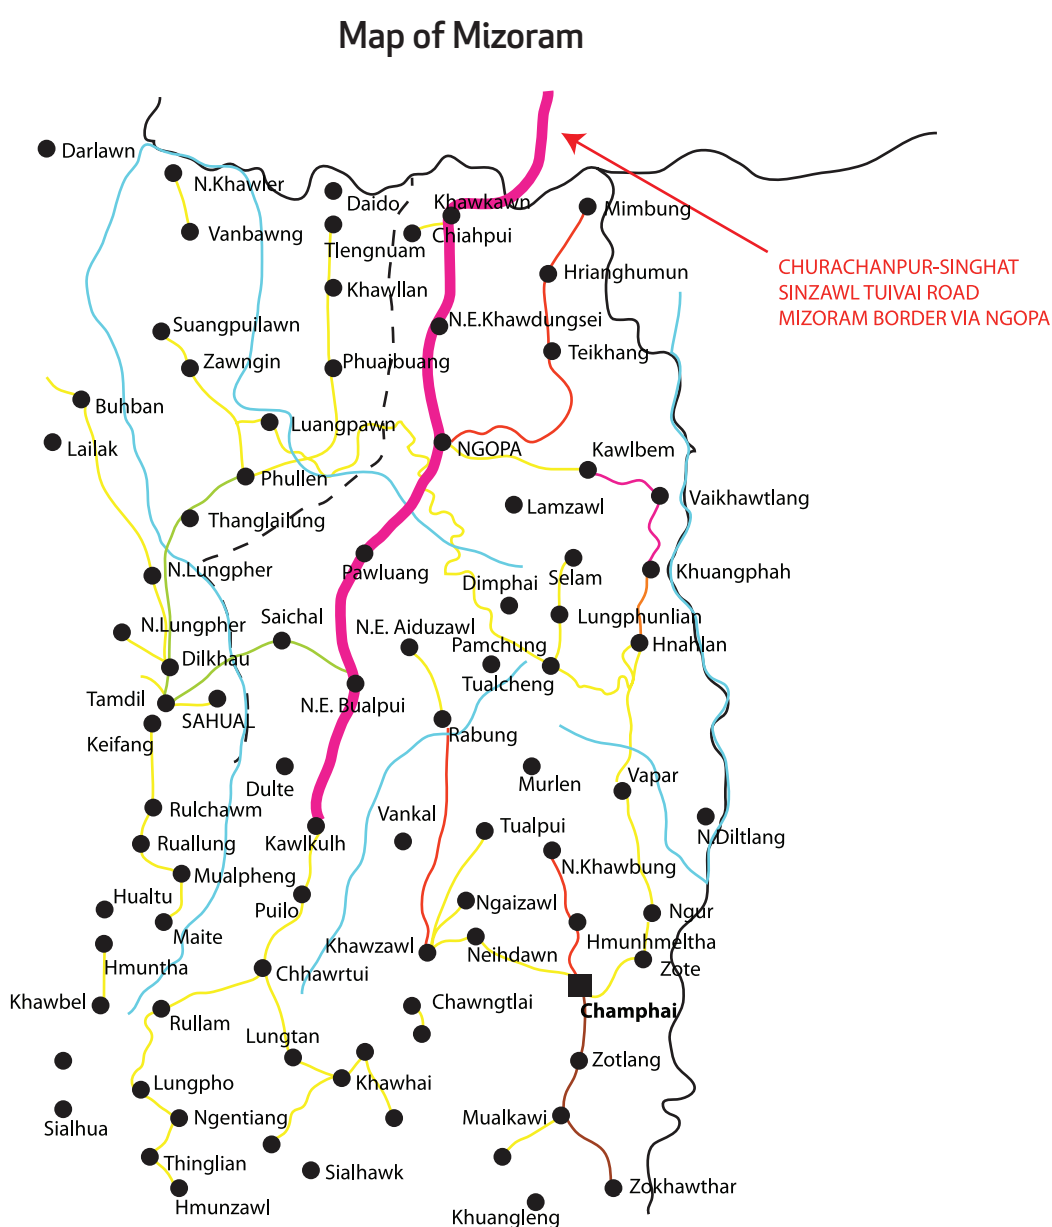 Map of Mizoram
Darlawn
N.Khawler
Daido
Khawkawn
Mimbung
Vanbawng
Chiahpui
Tlengnuam
CHURACHANPUR-SINGHAT
SINZAWL TUIVAI ROAD
MIZORAM BORDER VIA NGOPA
Hrianghumun
Khawllan
N.E.Khawdungsei
Suangpuilawn
Teikhang
Zawngin
Phuaibuang
Buhban
Luangpawn
Lailak
NGOPA
Kawlbem
Phullen
Vaikhawtlang
Lamzawl
Thanglailung
N.Lungpher
Pawluang
Dimphai
Selam
Khuangphah
Saichal
N.Lungpher
N.E. Aiduzawl
Lungphunlian
Pamchung
Hnahlan
Dilkhau
Tualcheng
Tamdil
SAHUAL
N.E. Bualpui
Keifang
Rabung
Dulte
Murlen
Vapar
Rulchawm
Vankal
Tualpui
N.Diltlang
Ruallung
Kawlkulh
N.Khawbung
Mualpheng
Hualtu
Puilo
Ngaizawl
Ngur
Maite
Khawzawl
Neihdawn
Hmunhmeltha
Hmuntha
Chhawrtui
Zote
Khawbel
Rullam
Chawngtlai
Champhai
Lungtan
Zotlang
Lungpho
Khawhai
Sialhua
Ngentiang
Mualkawi
Thinglian
Sialhawk
Zokhawthar
Hmunzawl
Khuangleng